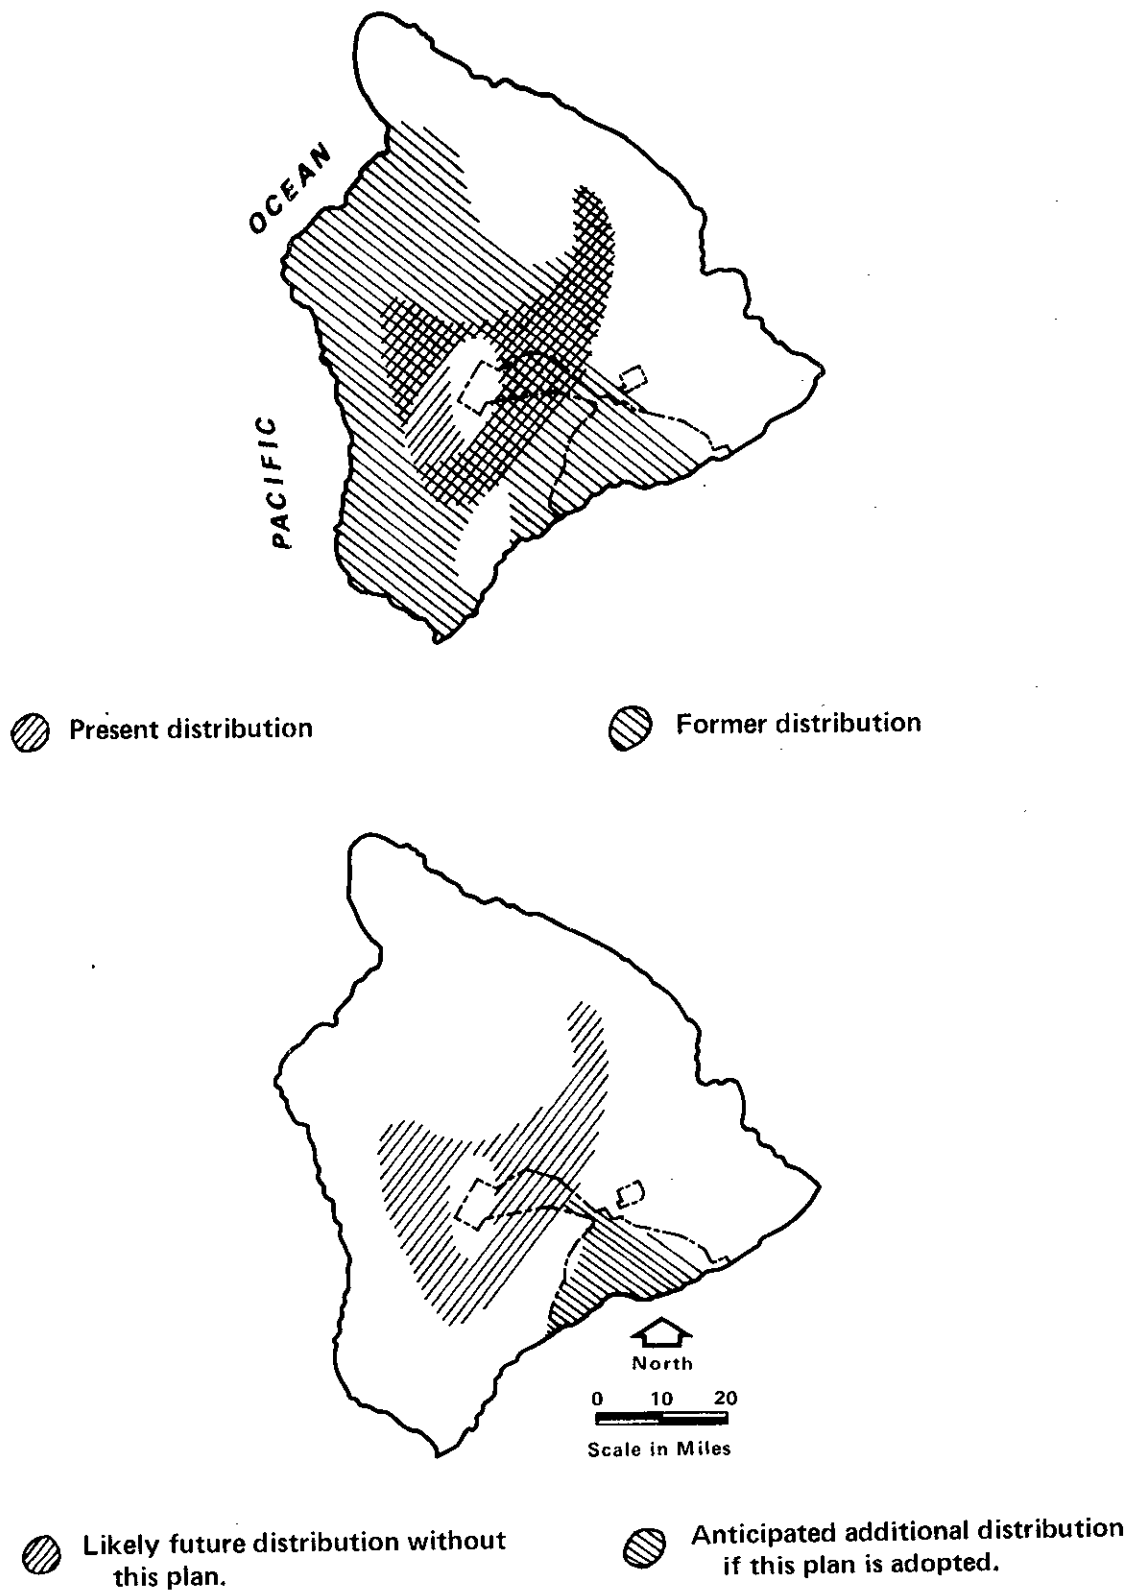 OCEAN
PACIFIC
Present distribution
Former distribution
North
0 10 20
Scale in Miles
Likely future distribution without
this plan.
Anticipated additional distribution
if this plan is adopted.